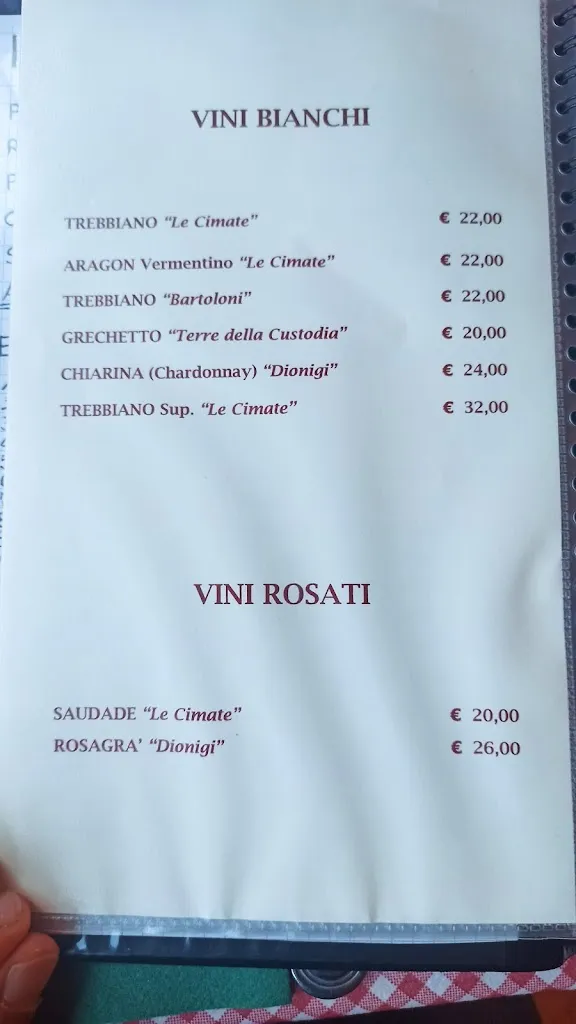 VINI BIANCHI
TREBBIANO “Le Cimate” € 22,00
ARAGON Vermentino “Le Cimate” € 22,00
TREBBIANO “Bartoloni” € 22,00
GRECHETTO “Terre della Custodia” € 20,00
CHIARINA (Chardonnay) “Dionigi” € 24,00
TREBBIANO Sup. “Le Cimate” € 32,00
VINI ROSATI
SAUDADE “Le Cimate” € 20,00
ROSAGRA’ “Dionigi” € 26,00